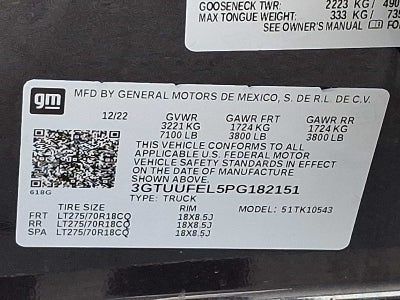 GOOSENECK TWR: 2223 KG / 490
MAX TONGUE WEIGHT: 333 KG / 735
SEE OWNER'S MANUAL
gm
MFD BY GENERAL MOTORS DE MEXICO, S. DE R.L. DE C.V.
12/22 GVWR GAWR FRT GAWR RR
3221 KG 1724 KG 1724 KG
7100 LB 3800 LB 3800 LB
THIS VEHICLE CONFORMS TO ALL APPLICABLE U.S. FEDERAL MOTOR
VEHICLE SAFETY STANDARDS IN EFFECT
ON THE DATE OF MANUFACTURE
SHOWN ABOVE.
618G
3GTUUFEL5PG182151
TYPE: TRUCK
TIRE SIZE RIM MODEL: 51TK10543
FRT LT275/70R18CQ 18X8.5J
RR LT275/70R18CQ 18X8.5J
SPA LT275/70R18CQ 18X8.5J